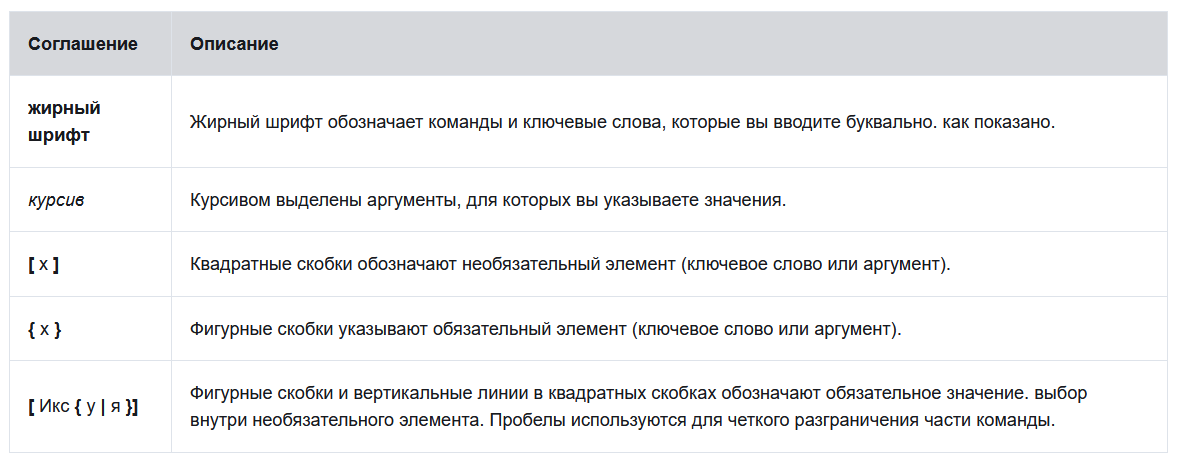 Соглашение Описание
жирный
шрифт
Жирный шрифт обозначает команды и ключевые слова, которые вы вводите буквально. как показано.
курсив Курсивом выделены аргументы, для которых вы указываете значения.
[ x ] Квадратные скобки обозначают необязательный элемент (ключевое слово или аргумент).
{ x } Фигурные скобки указывают обязательный элемент (ключевое слово или аргумент).
[ Икс { у | я }]
Фигурные скобки и вертикальные линии в квадратных скобках обозначают обязательное значение. выбор
внутри необязательного элемента. Пробелы используются для четкого разграничения части команды.